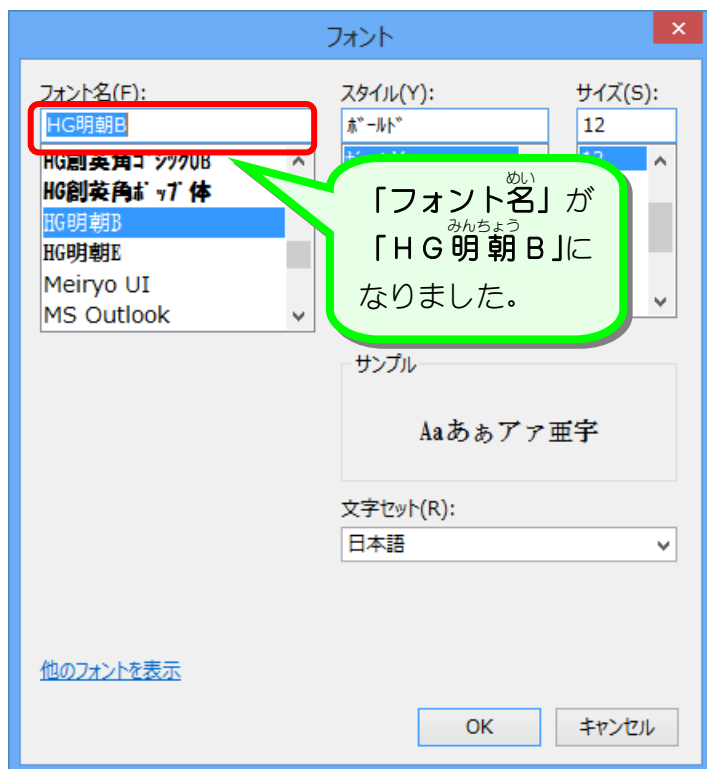 フォント
フォント名(F):
スタイル(Y):
サイズ(S):
HG明朝B
ボールド
12
HG創英角ゴシックUB
HG創英角ポップ体
HG明朝B
HG明朝E
Meiryo UI
MS Outlook
めい
「フォント名」が
みんちょう
「HG明朝B」に
なりました。
サンプル
Aaあぁアァ亜宇
文字セット(R):
日本語
他のフォントを表示
OK
キャンセル